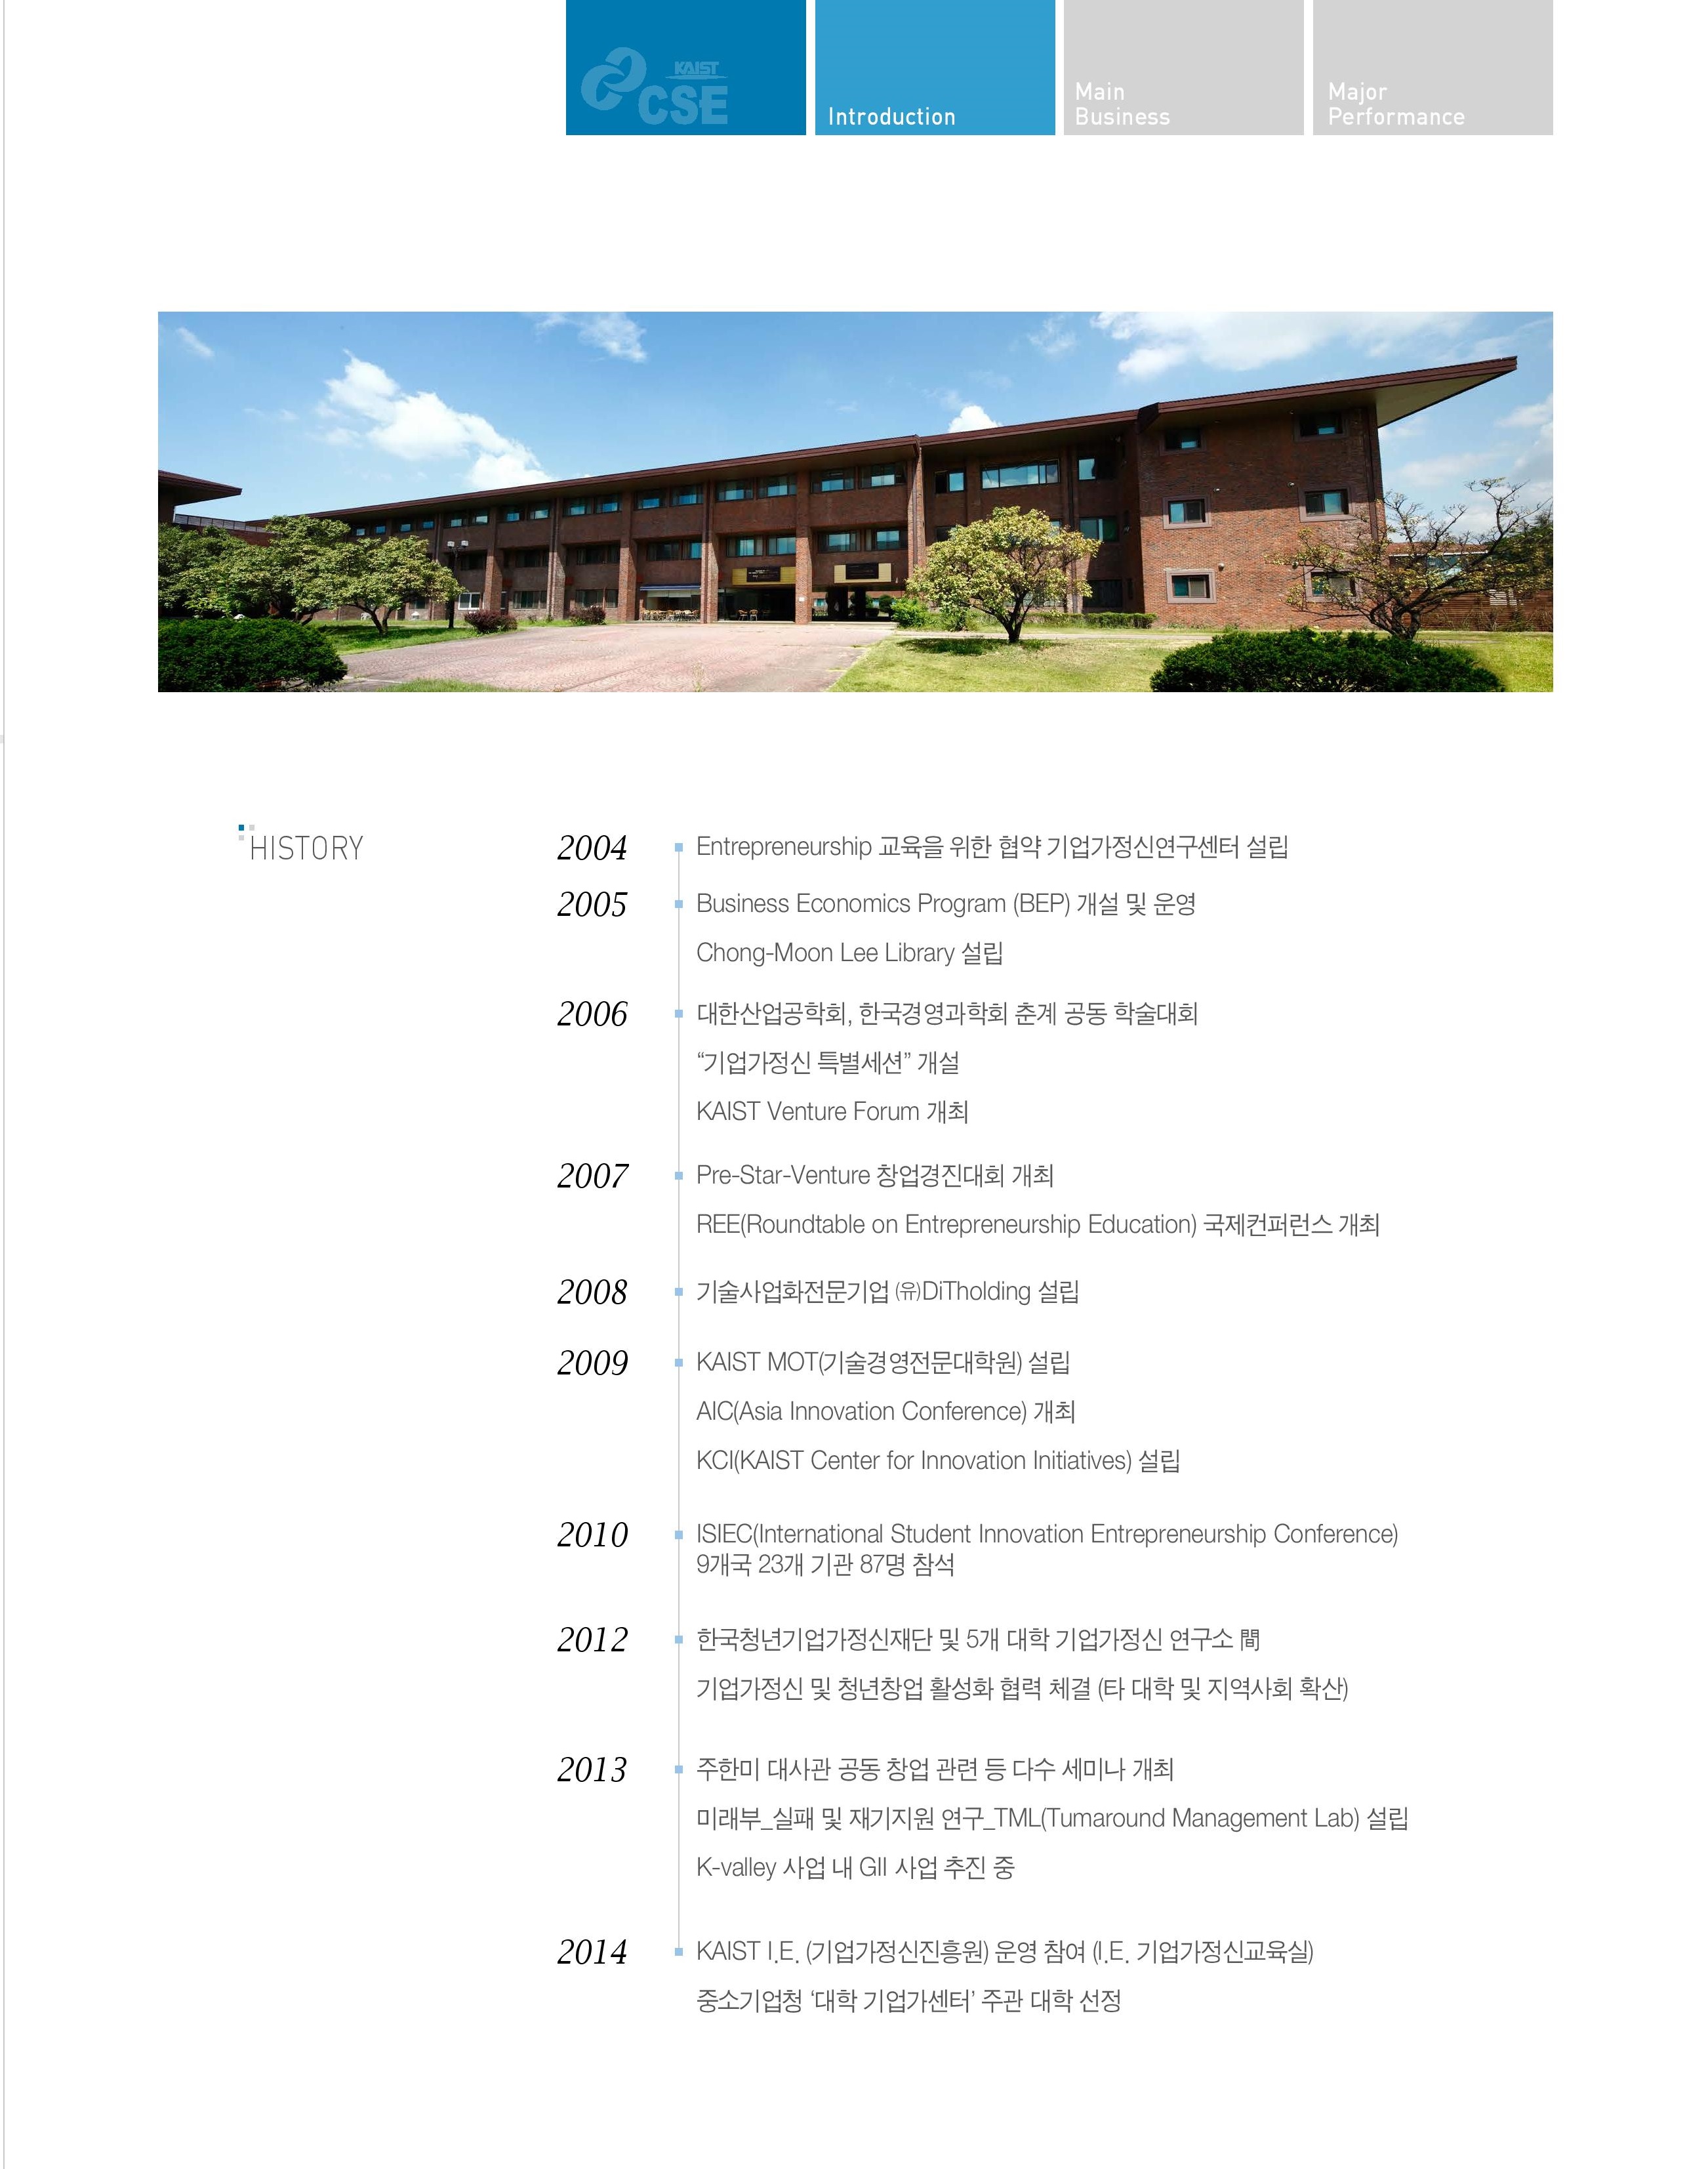 KAIST
CSE
Introduction
Main
Business
Major
Performance
HISTORY
2004
Entrepreneurship 교육을 위한 협약 기업가정신연구센터 설립
2005
Business Economics Program (BEP) 개설 및 운영
Chong-Moon Lee Library 설립
2006
대한산업공학회, 한국경영과학회 춘계 공동 학술대회
“기업가정신 특별세션” 개설
KAIST Venture Forum 개최
2007
Pre-Star-Venture 창업경진대회 개최
REE(Roundtable on Entrepreneurship Education) 국제컨퍼런스 개최
2008
기술사업화전문기업 (유)DiTholding 설립
2009
KAIST MOT(기술경영전문대학원) 설립
AIC(Asia Innovation Conference) 개최
KCI(KAIST Center for Innovation Initiatives) 설립
2010
ISIEC(International Student Innovation Entrepreneurship Conference)
9개국 23개 기관 87명 참석
2012
한국청년기업가정신재단 및 5개 대학 기업가정신 연구소 間
기업가정신 및 청년창업 활성화 협력 체결 (타 대학 및 지역사회 확산)
2013
주한미 대사관 공동 창업 관련 등 다수 세미나 개최
미래부_실패 및 재기지원 연구_TML(Turnaround Management Lab) 설립
K-valley 사업 내 GII 사업 추진 중
2014
KAIST I.E. (기업가정신진흥원) 운영 참여 (I.E. 기업가정신교육실)
중소기업청 ‘대학 기업가센터’ 주관 대학 선정